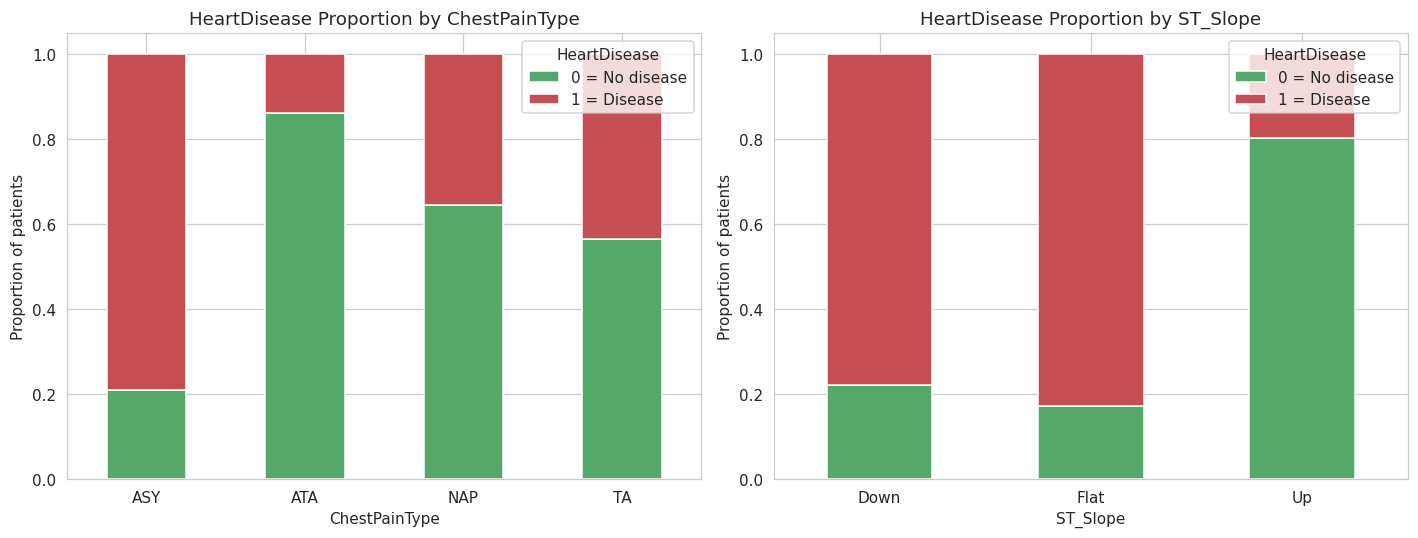 HeartDisease Proportion by ChestPainType
HeartDisease
0 = No disease
1 = Disease
Proportion of patients
1.0
0.8
0.6
0.4
0.2
0.0
ASY ATA NAP TA
ChestPainType
HeartDisease Proportion by ST_Slope
HeartDisease
0 = No disease
1 = Disease
Proportion of patients
1.0
0.8
0.6
0.4
0.2
0.0
Down Flat Up
ST_Slope